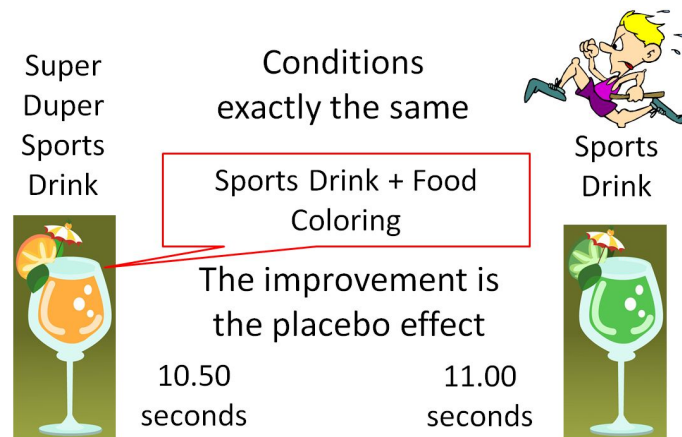 Super
Duper
Sports
Drink
Conditions
exactly the same
Sports
Drink
Sports Drink + Food
Coloring
The improvement is
the placebo effect
10.50
seconds
11.00
seconds